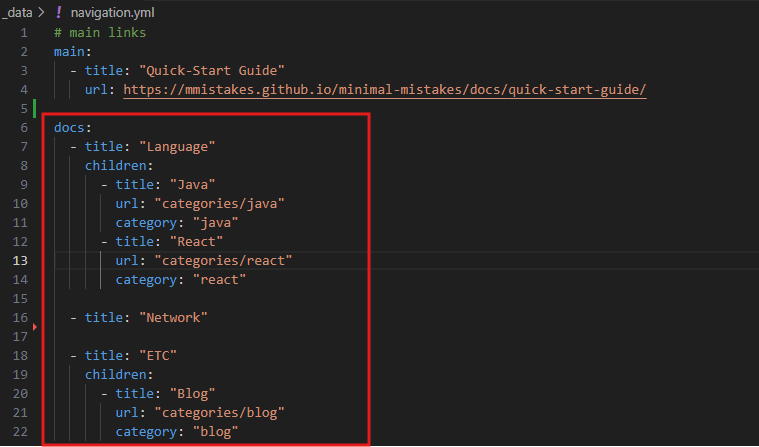 _data > ! navigation.yml
1 # main links
2 main:
3   - title: "Quick-Start Guide"
4     url: https://mmistakes.github.io/minimal-mistakes/docs/quick-start-guide/
5
6 docs:
7   - title: "Language"
8     children:
9       - title: "Java"
10         url: "categories/java"
11         category: "java"
12       - title: "React"
13         url: "categories/react"
14         category: "react"
15
16   - title: "Network"
17
18   - title: "ETC"
19     children:
20       - title: "Blog"
21         url: "categories/blog"
22         category: "blog"